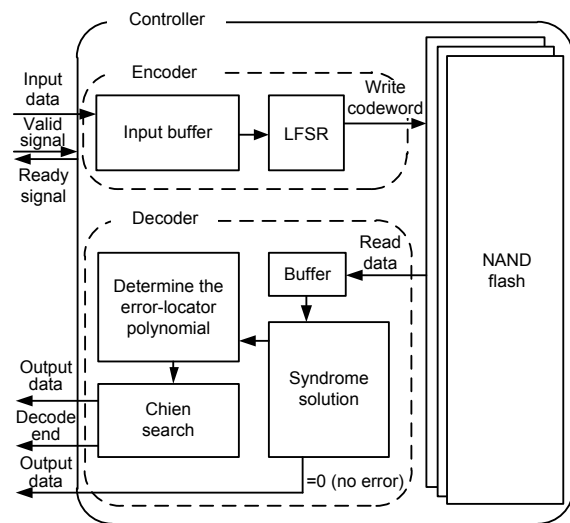 Controller
Encoder
Input
data
Valid
signal
Ready
signal
Input buffer
LFSR
Write
codeword
NAND
flash
Decoder
Read
data
Buffer
Determine the
error-locator
polynomial
Syndrome
solution
Chien
search
Output
data
Decode
end
Output
data
=0 (no error)